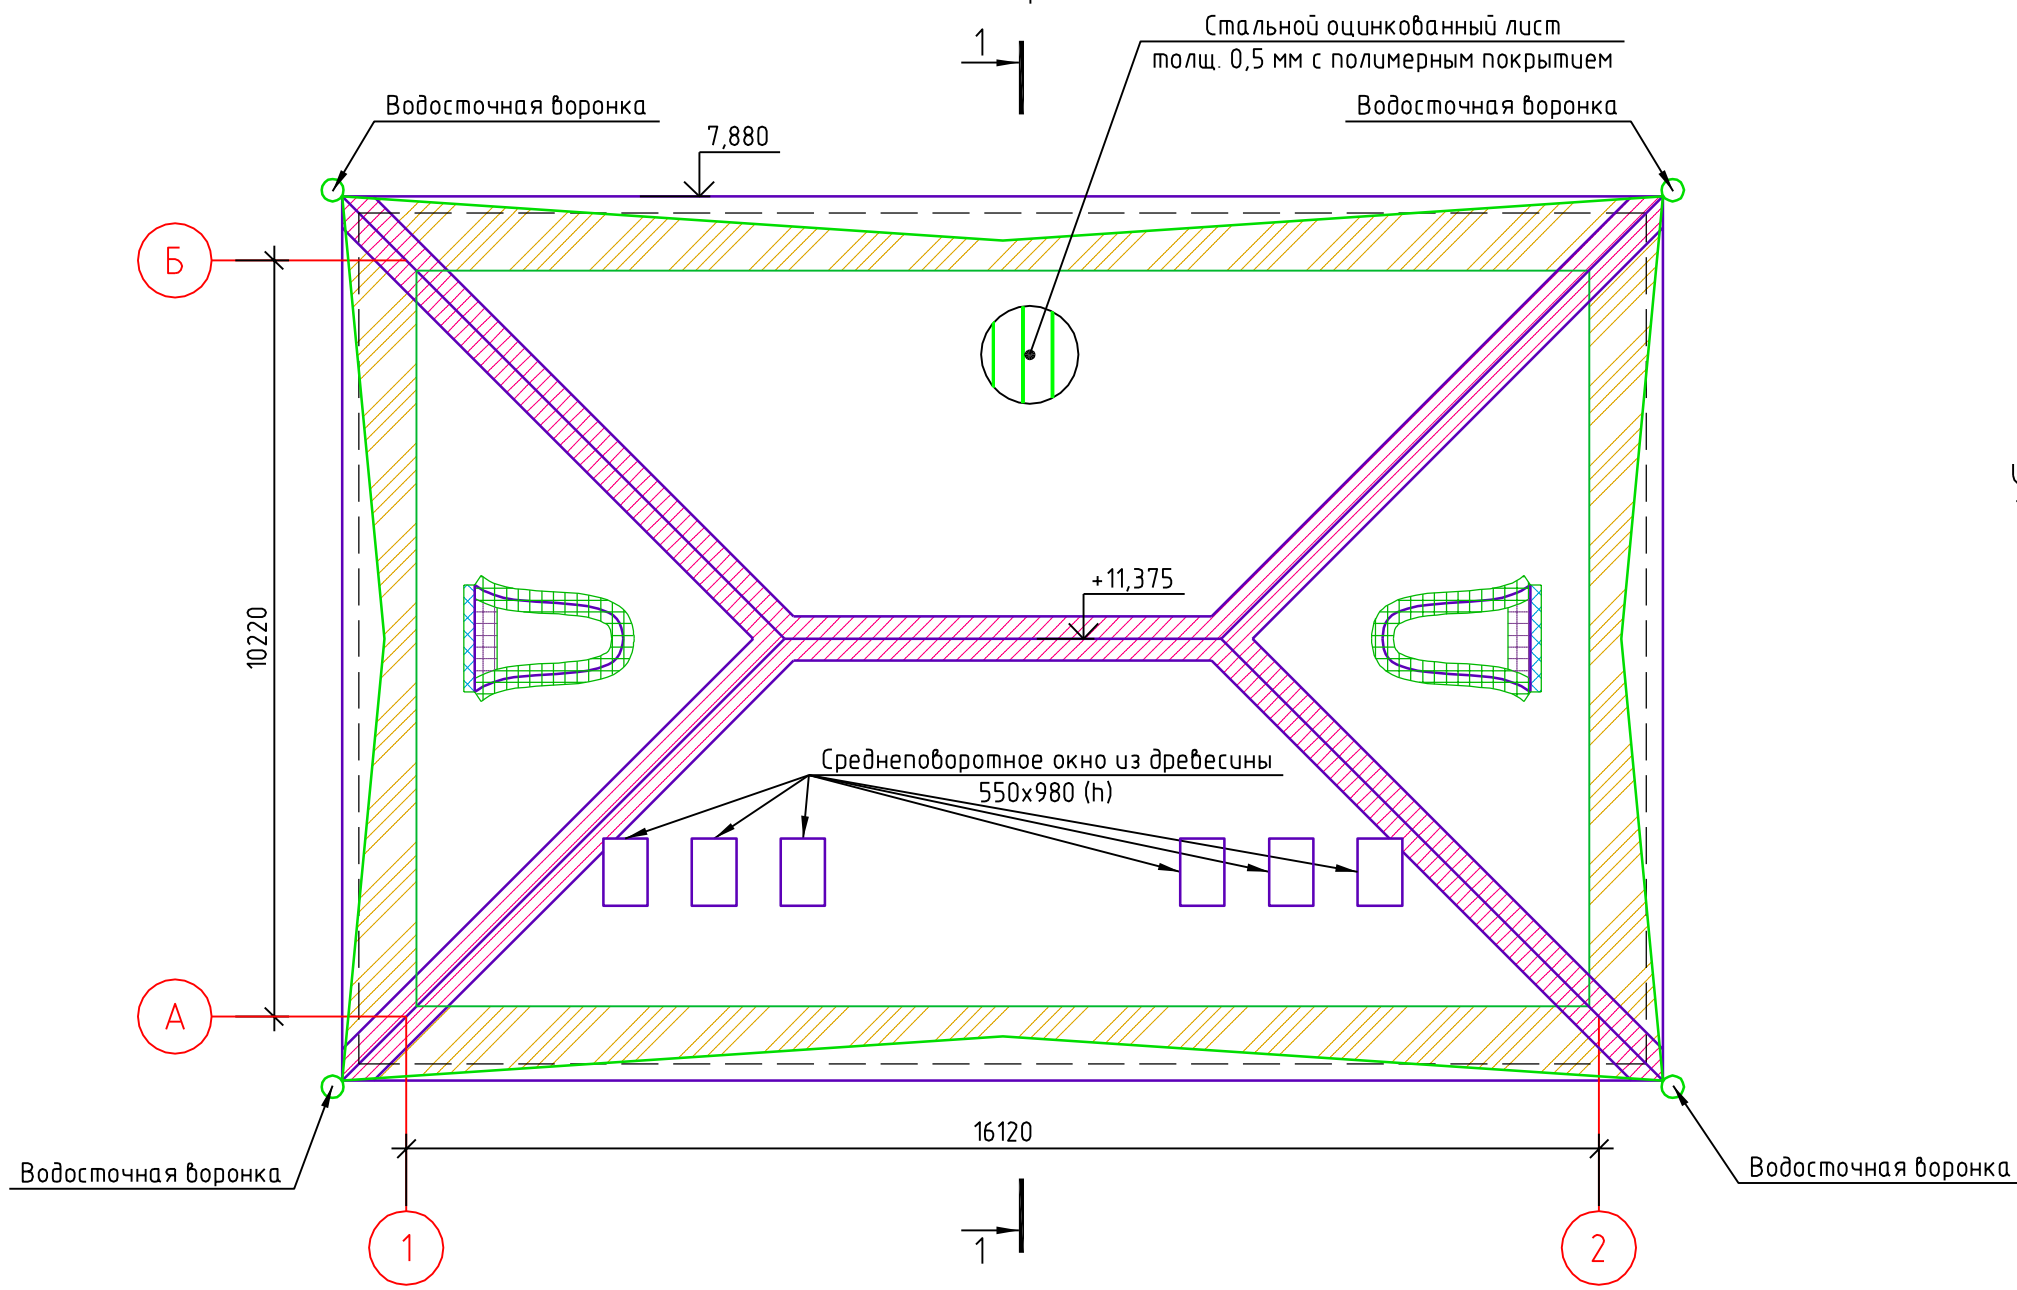 Стальной оцинкованный лист
толщ. 0,5 мм с полимерным покрытием
1
Водосточная воронка
Водосточная воронка
7,880
Б
+11,375
102220
Среднеповоротное окно из древесины
550х980 (h)
А
16120
Водосточная воронка
Водосточная воронка
1
1
2